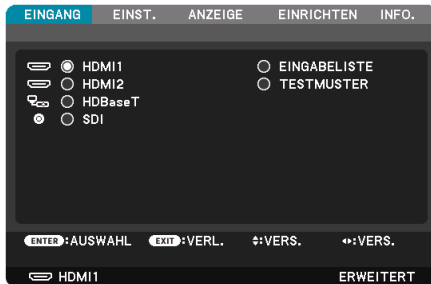 EINGANG EINST. ANZEIGE EINRICHTEN INFO.
HDMI1 EINGABELISTE
HDMI2 TESTMUSTER
HDBaseT
SDI
ENTER:AUSWAHL EXIT:VERL. :VERS. :VERS.
HDMI1 ERWEITERT